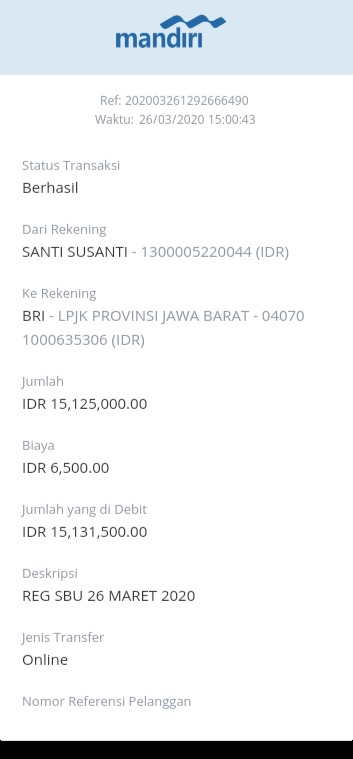 mandiri
Ref: 202003261292666490
Waktu: 26/03/2020 15:00:43
Status Transaksi
Berhasil
Dari Rekening
SANTI SUSANTI - 1300005220044 (IDR)
Ke Rekening
BRI - LPJK PROVINSI JAWA BARAT - 04070
1000635306 (IDR)
Jumlah
IDR 15,125,000.00
Biaya
IDR 6,500.00
Jumlah yang di Debit
IDR 15,131,500.00
Deskripsi
REG SBU 26 MARET 2020
Jenis Transfer
Online
Nomor Referensi Pelanggan